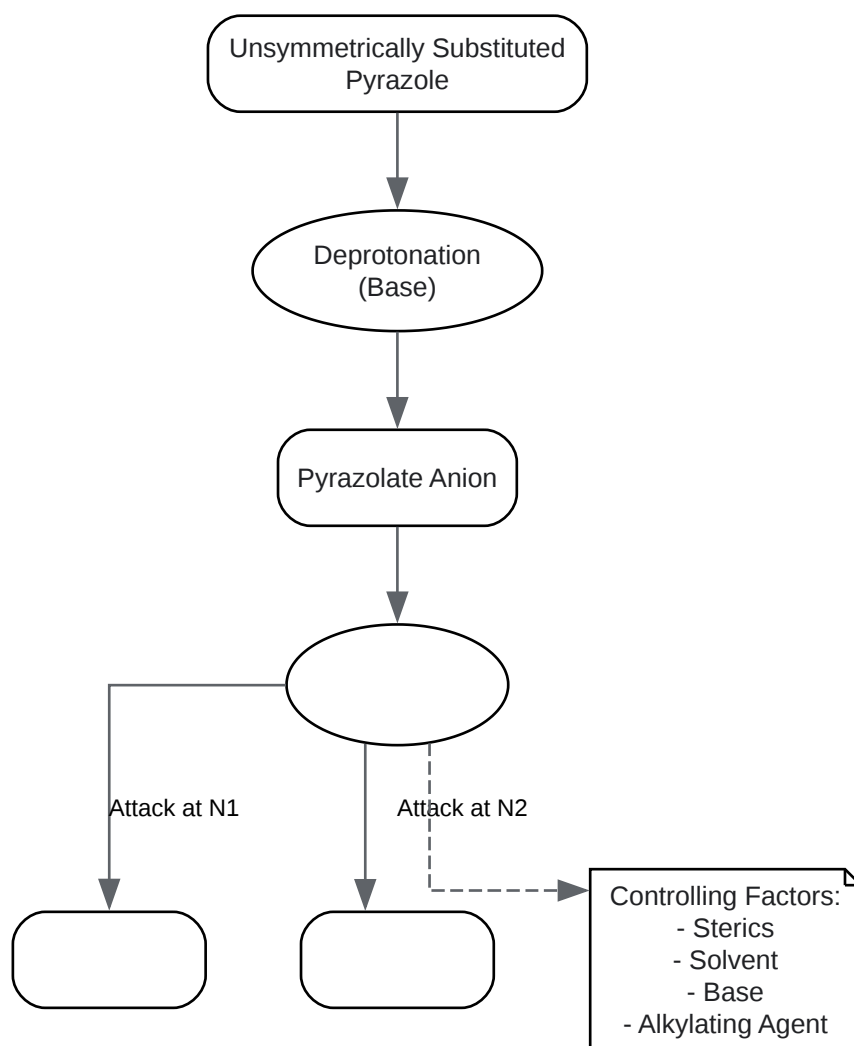 Unsymmetrically Substituted
Pyrazole
Deprotonation
(Base)
Pyrazolate Anion
Attack at N1
Attack at N2
Controlling Factors:
- Sterics
- Solvent
- Base
- Alkylating Agent